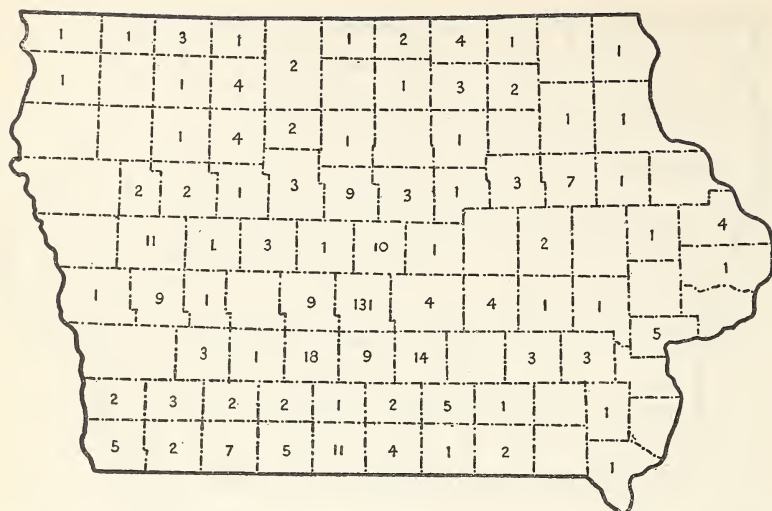 1 1 3 1 1 2 4 1 1
2
1 1 4 1 3 2
1 1
1 4 2 1 1
2 2 1 3 9 3 1 3 7 1
4
11 1 3 1 10 1 2 1
1
1 9 1 9 131 4 4 1 1
5
3 1 18 9 14 3 3
2 3 2 2 1 2 5 1 1
5 2 7 5 11 4 1 2 1